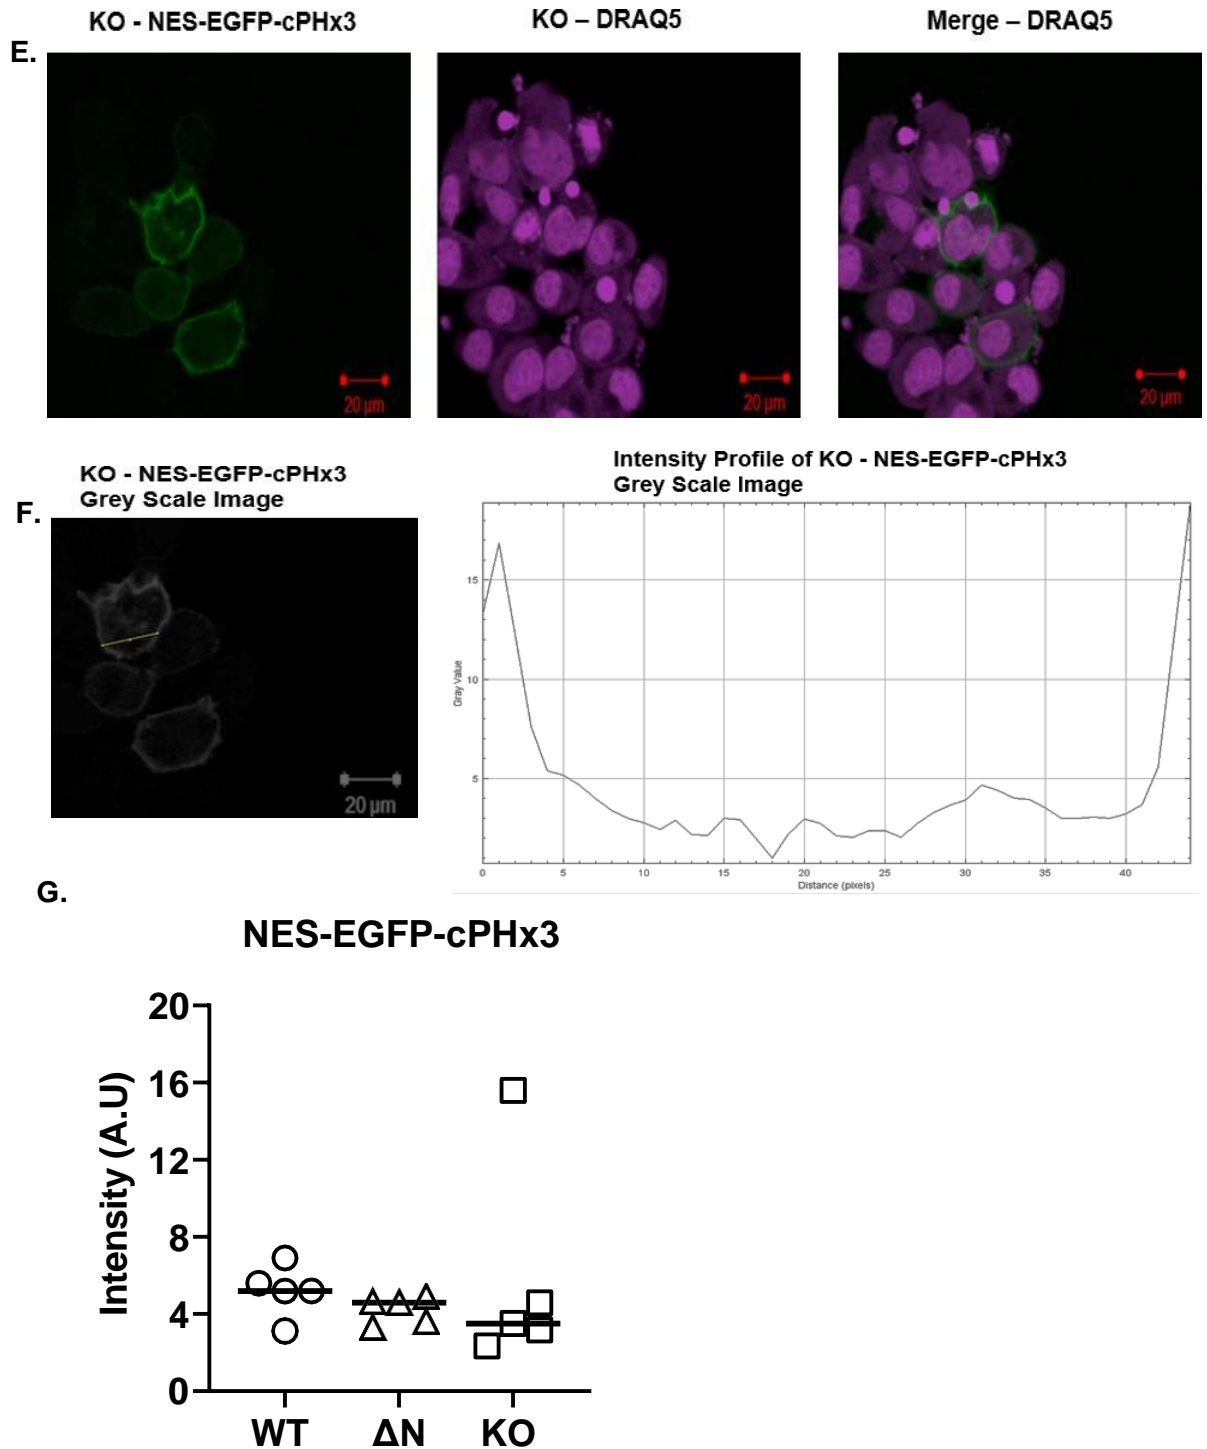 KO - NES-EGFP-cPHx3
KO – DRAQ5
Merge – DRAQ5
E.
20 µm
20 µm
20 µm
KO - NES-EGFP-cPHx3
Grey Scale Image
Intensity Profile of KO - NES-EGFP-cPHx3
Grey Scale Image
F.
20 µm
15
10
5
Gray Value
0
5
10
15
20
25
30
35
40
Distance (pixels)
G.
NES-EGFP-cPHx3
20
16
12
8
4
0
Intensity (A.U)
WT
ΔN
KO